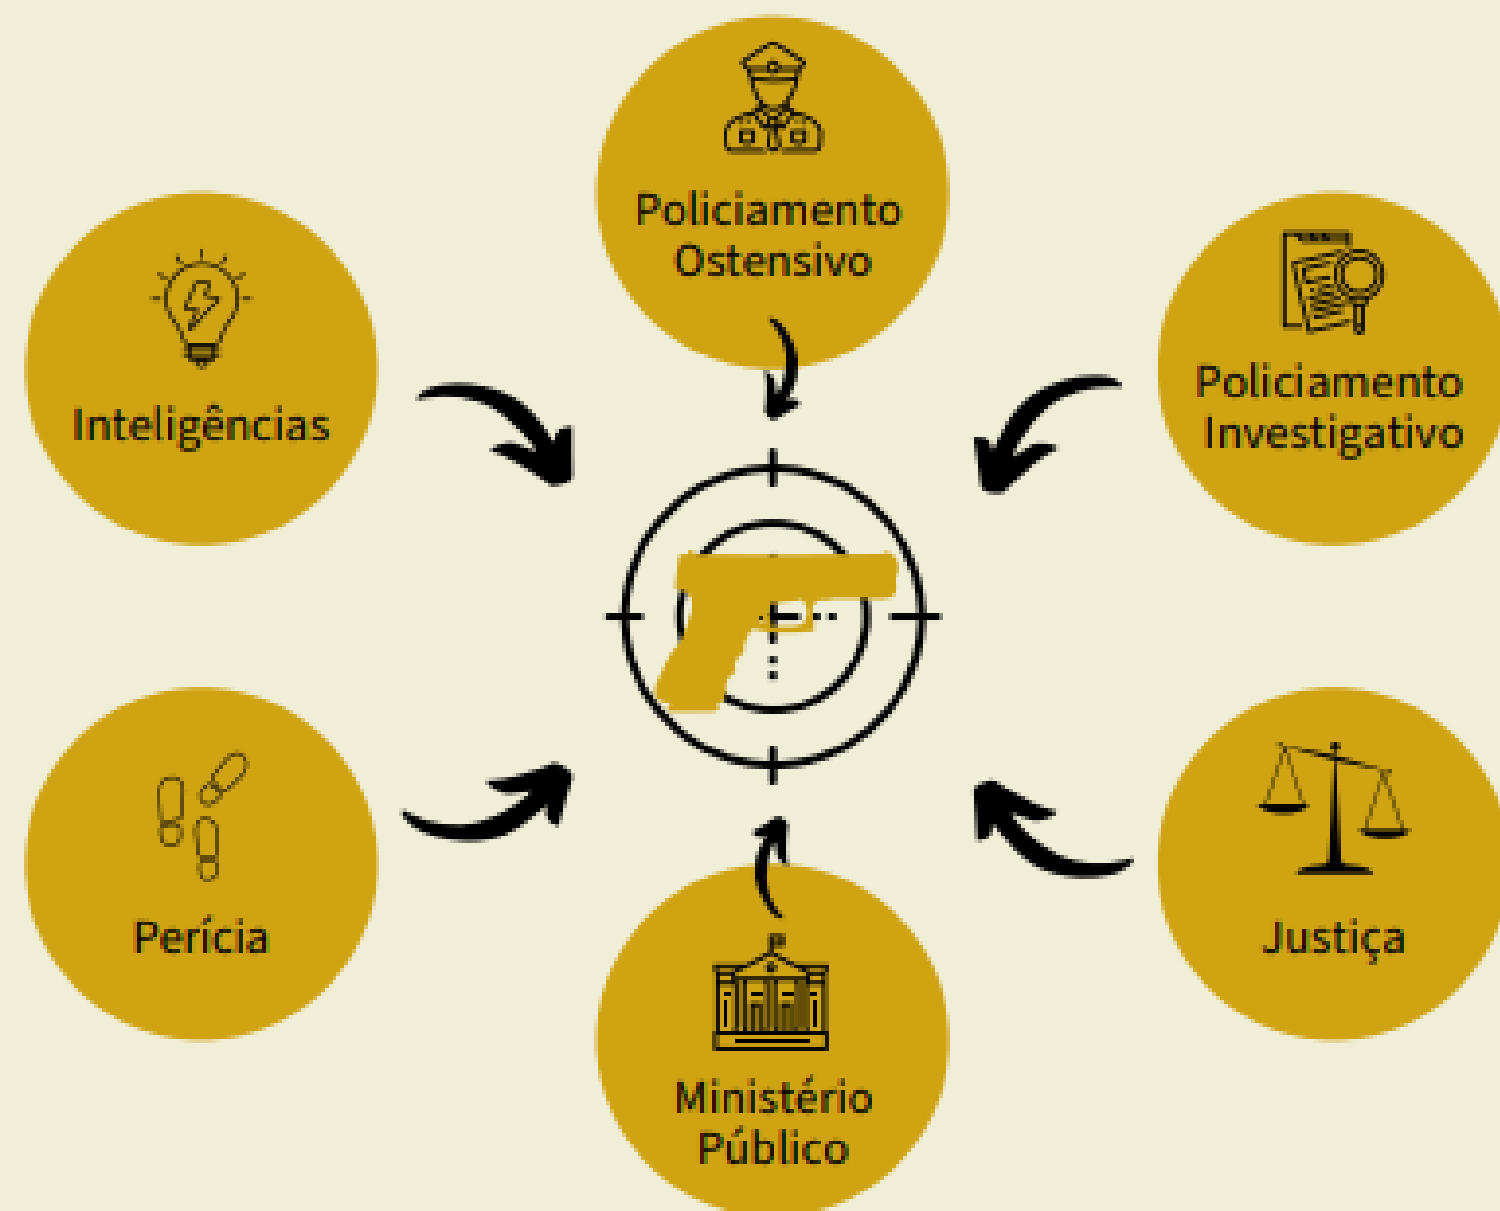 Policiamento
Ostensivo
Inteligências
Policiamento
Investigativo
Perícia
Justiça
Ministério
Público